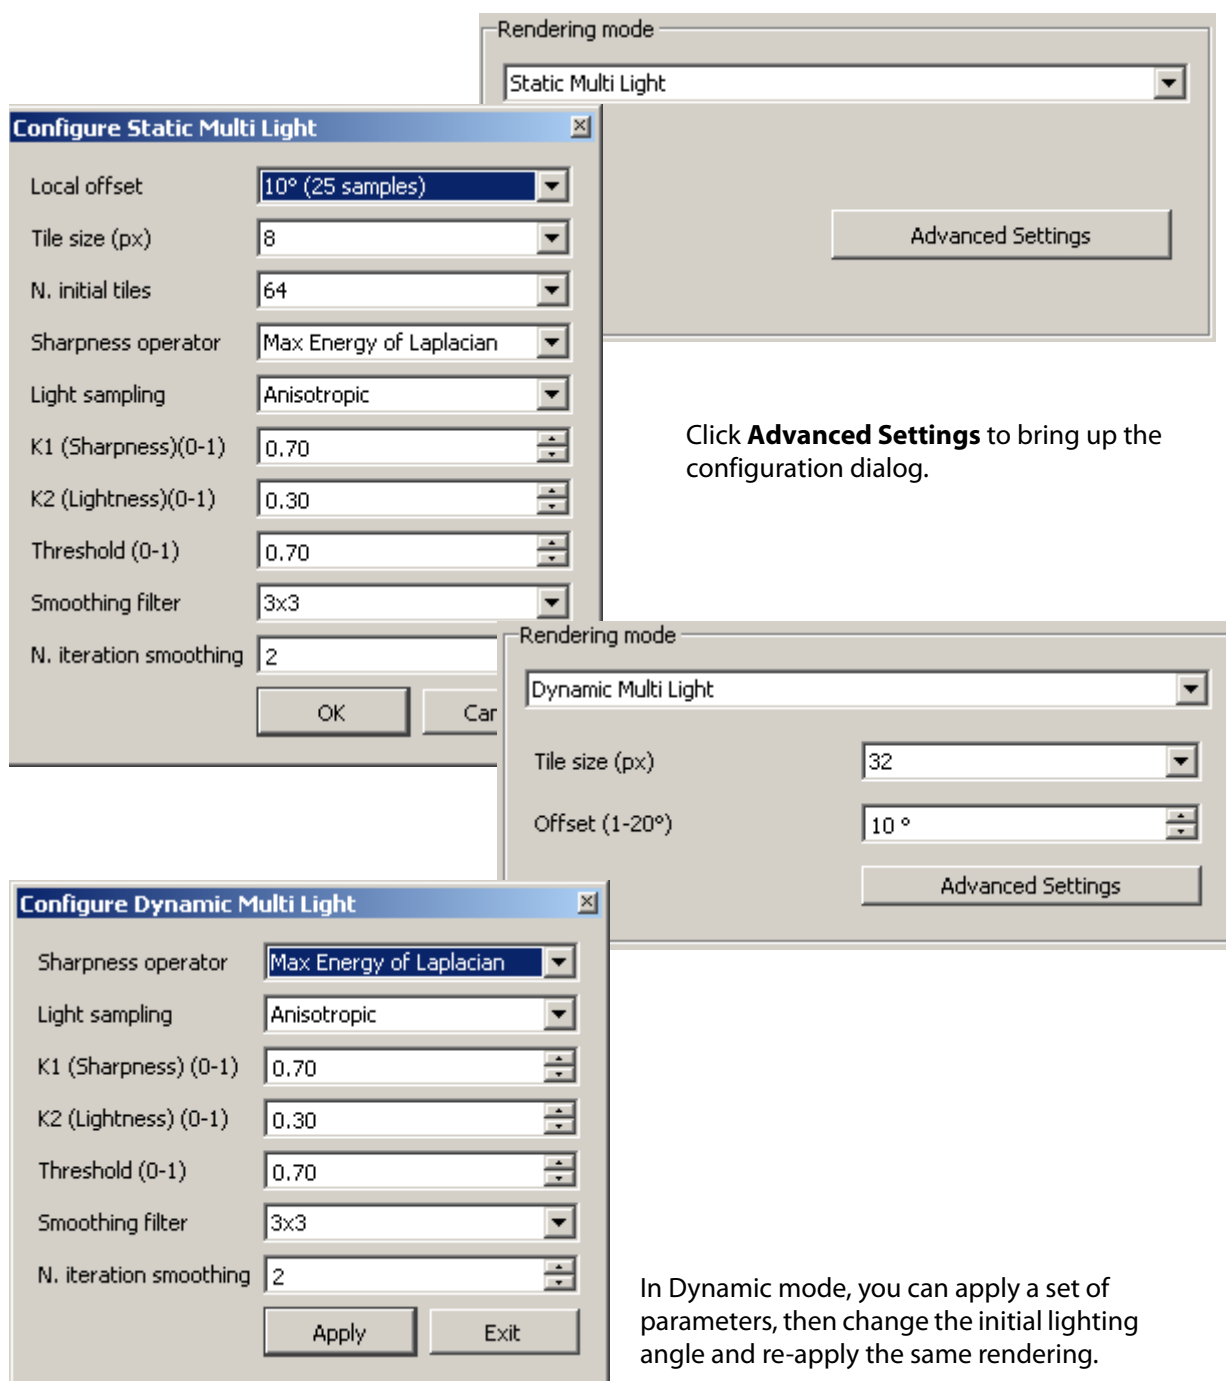 Rendering mode
Static Multi Light
Advanced Settings
Configure Static Multi Light
Local offset 10° (25 samples)
Tile size (px) 8
N. initial tiles 64
Sharpness operator Max Energy of Laplacian
Light sampling Anisotropic
K1 (Sharpness)(0-1) 0.70
K2 (Lightness)(0-1) 0.30
Threshold (0-1) 0.70
Smoothing filter 3x3
N. iteration smoothing 2
OK Car
Click Advanced Settings to bring up the
configuration dialog.
Rendering mode
Dynamic Multi Light
Tile size (px) 32
Offset (1-20°) 10 °
Advanced Settings
Configure Dynamic Multi Light
Sharpness operator Max Energy of Laplacian
Light sampling Anisotropic
K1 (Sharpness) (0-1) 0.70
K2 (Lightness) (0-1) 0.30
Threshold (0-1) 0.70
Smoothing filter 3x3
N. iteration smoothing 2
Apply Exit
In Dynamic mode, you can apply a set of
parameters, then change the initial lighting
angle and re-apply the same rendering.